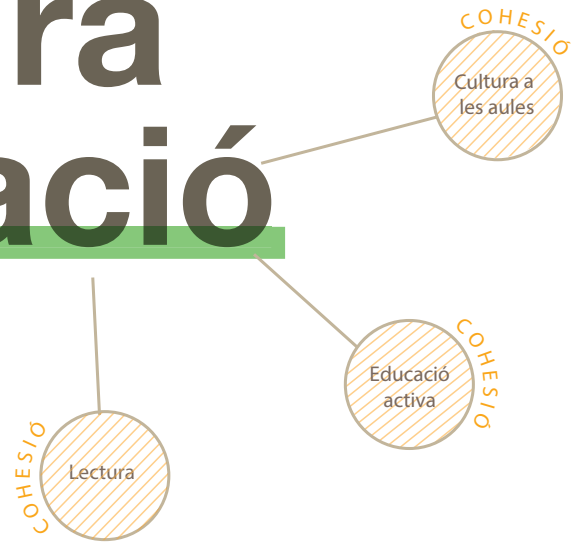 ra
ació
COHESIÓ
Cultura a
les aules
COHESIÓ
Educació
activa
COHESIÓ
Lectura